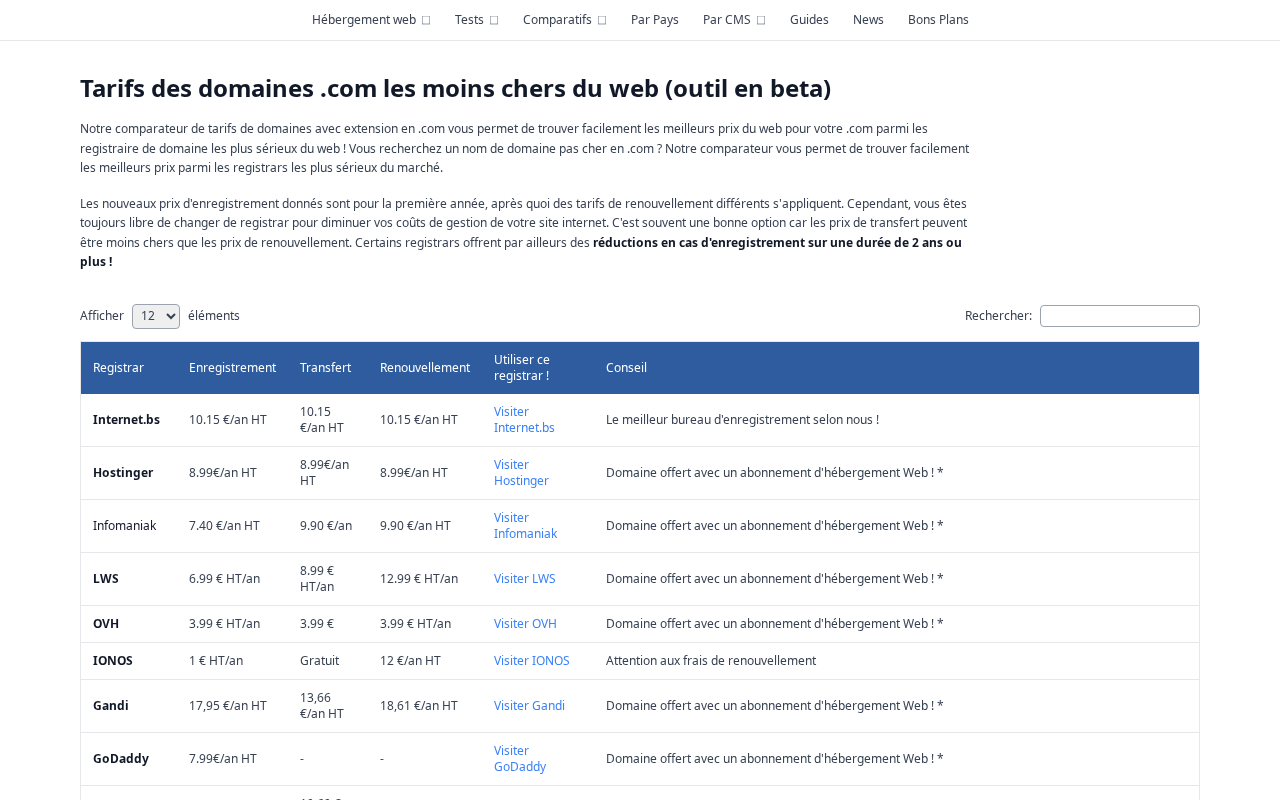 Hébergement web Tests Comparatifs Par Pays Par CMS Guides News Bons Plans
Tarifs des domaines .com les moins chers du web (outil en beta)
Notre comparateur de tarifs de domaines avec extension en .com vous permet de trouver facilement les meilleurs prix du web pour votre .com parmi les
registraire de domaine les plus sérieux du web ! Vous recherchez un nom de domaine pas cher en .com ? Notre comparateur vous permet de trouver facilement
les meilleurs prix parmi les registrars les plus sérieux du marché.
Les nouveaux prix d'enregistrement donnés sont pour la première année, après quoi des tarifs de renouvellement différents s'appliquent. Cependant, vous êtes
toujours libre de changer de registrar pour diminuer vos coûts de gestion de votre site internet. C'est souvent une bonne option car les prix de transfert peuvent
être moins chers que les prix de renouvellement. Certains registrars offrent par ailleurs des réductions en cas d'enregistrement sur une durée de 2 ans ou
plus !
Afficher 12 éléments Rechercher:
Registrar Enregistrement Transfert Renouvellement Utiliser ce
registrar ! Conseil
Internet.bs 10.15 €/an HT 10.15
€/an HT 10.15 €/an HT Visiter
Internet.bs Le meilleur bureau d'enregistrement selon nous !
Hostinger 8.99€/an HT 8.99€/an
HT 8.99€/an HT Visiter
Hostinger Domaine offert avec un abonnement d'hébergement Web ! *
Infomaniak 7.40 €/an HT 9.90 €/an 9.90 €/an HT Visiter
Infomaniak Domaine offert avec un abonnement d'hébergement Web ! *
LWS 6.99 € HT/an 8.99 €
HT/an 12.99 € HT/an Visiter LWS Domaine offert avec un abonnement d'hébergement Web ! *
OVH 3.99 € HT/an 3.99 € 3.99 € HT/an Visiter OVH Domaine offert avec un abonnement d'hébergement Web ! *
IONOS 1 € HT/an Gratuit 12 €/an HT Visiter IONOS Attention aux frais de renouvellement
Gandi 17,95 €/an HT 13,66
€/an HT 18,61 €/an HT Visiter Gandi Domaine offert avec un abonnement d'hébergement Web ! *
GoDaddy 7.99€/an HT - - Visiter
GoDaddy Domaine offert avec un abonnement d'hébergement Web ! *